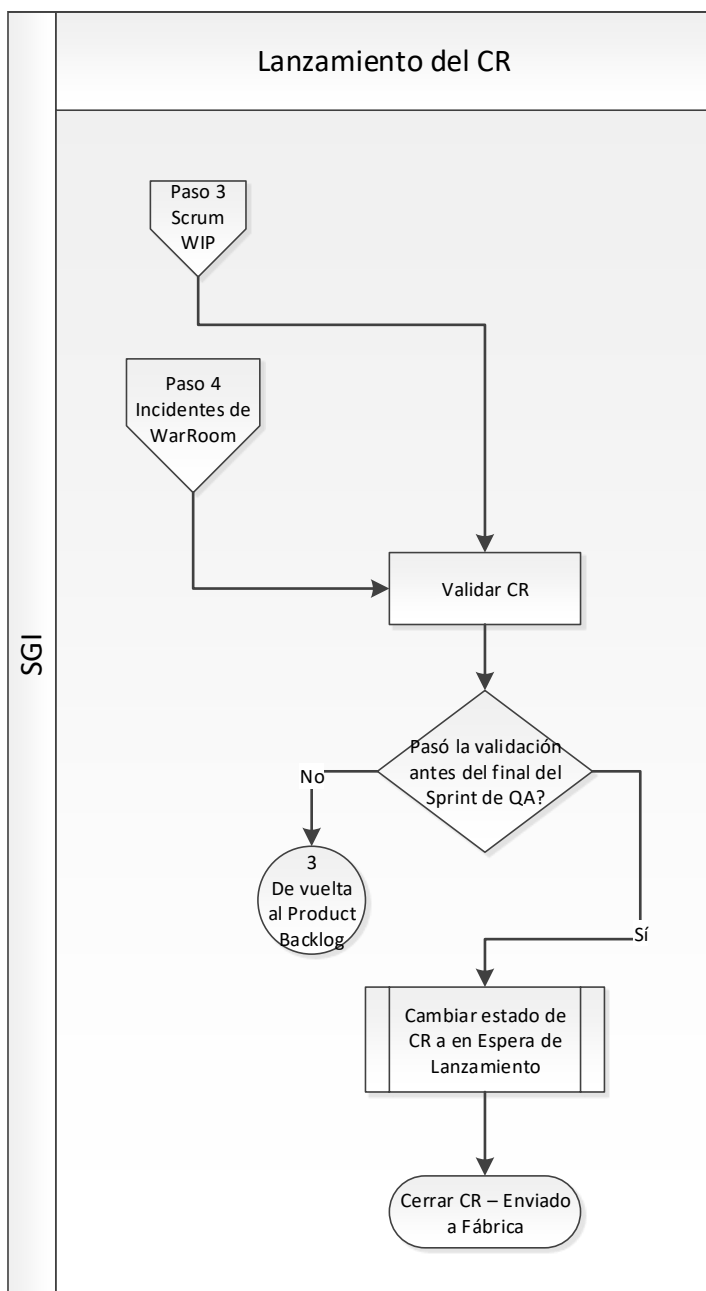 Lanzamiento del CR
SGI
Paso 3
Scrum
WIP
Paso 4
Incidentes de
WarRoom
Validar CR
Pasó la validación
antes del final del
Sprint de QA?
No
3
De vuelta
al Product
Backlog
Sí
Cambiar estado de
CR a en Espera de
Lanzamiento
Cerrar CR – Enviado
a Fábrica